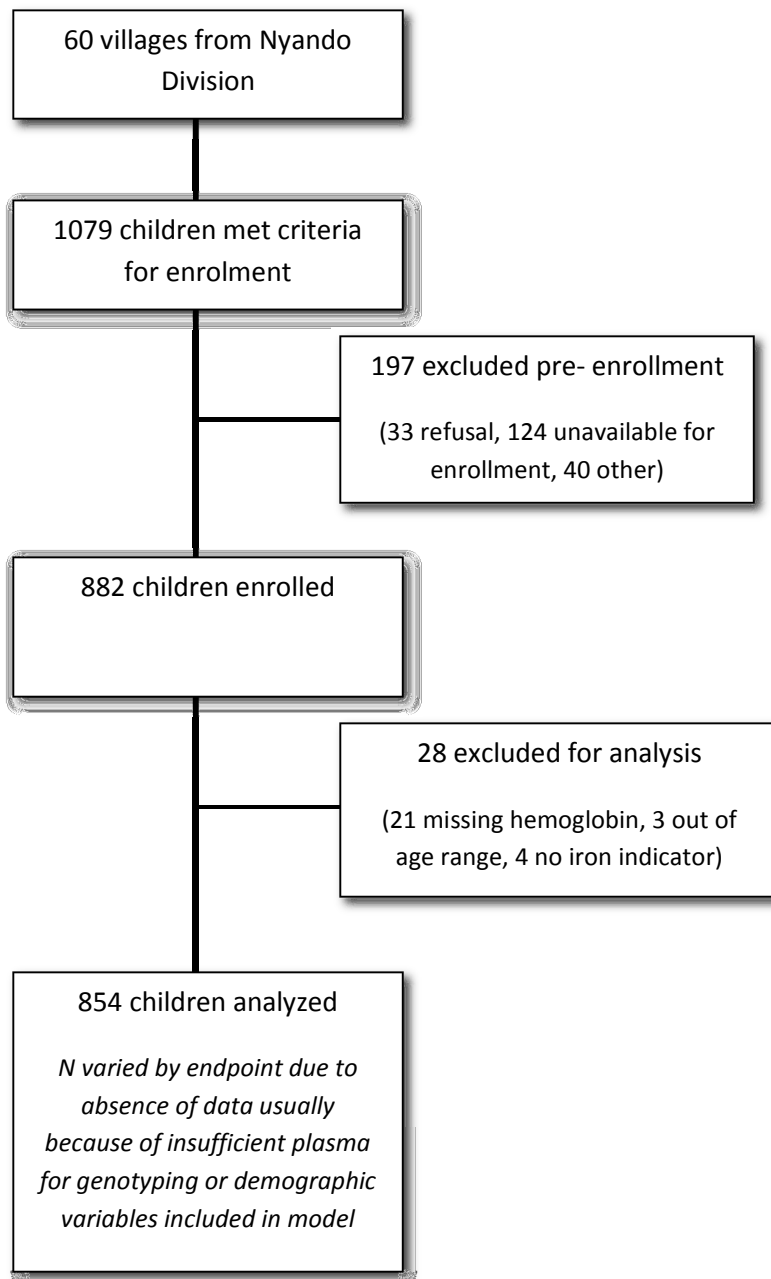 60 villages from Nyando
Division
1079 children met criteria
for enrolment
197 excluded pre- enrollment
(33 refusal, 124 unavailable for
enrollment, 40 other)
882 children enrolled
28 excluded for analysis
(21 missing hemoglobin, 3 out of
age range, 4 no iron indicator)
854 children analyzed
N varied by endpoint due to
absence of data usually
because of insufficient plasma
for genotyping or demographic
variables included in model